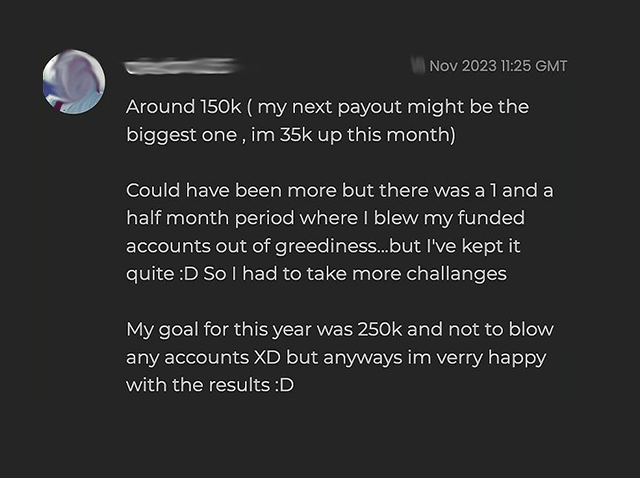 Nov 2023 11:25 GMT
Around 150k ( my next payout might be the
biggest one , im 35k up this month)
Could have been more but there was a 1 and a
half month period where I blew my funded
accounts out of greediness...but I've kept it
quite :D So I had to take more challanges
My goal for this year was 250k and not to blow
any accounts XD but anyways im verry happy
with the results :D